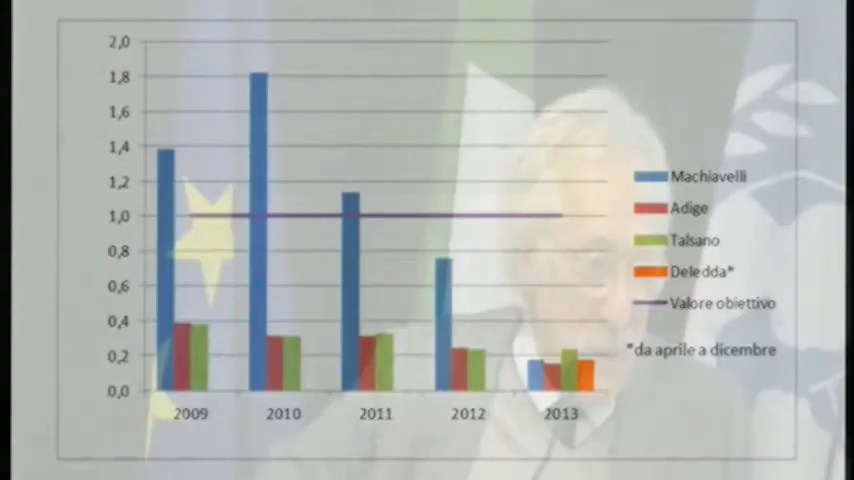 2,0
1,8
1,6
1,4
1,2
1,0
0,8
0,6
0,4
0,2
0,0
2009 2010 2011 2012 2013
Machiavelli
Adige
Talsano
Deledda*
Valore obiettivo
*da aprile a dicembre